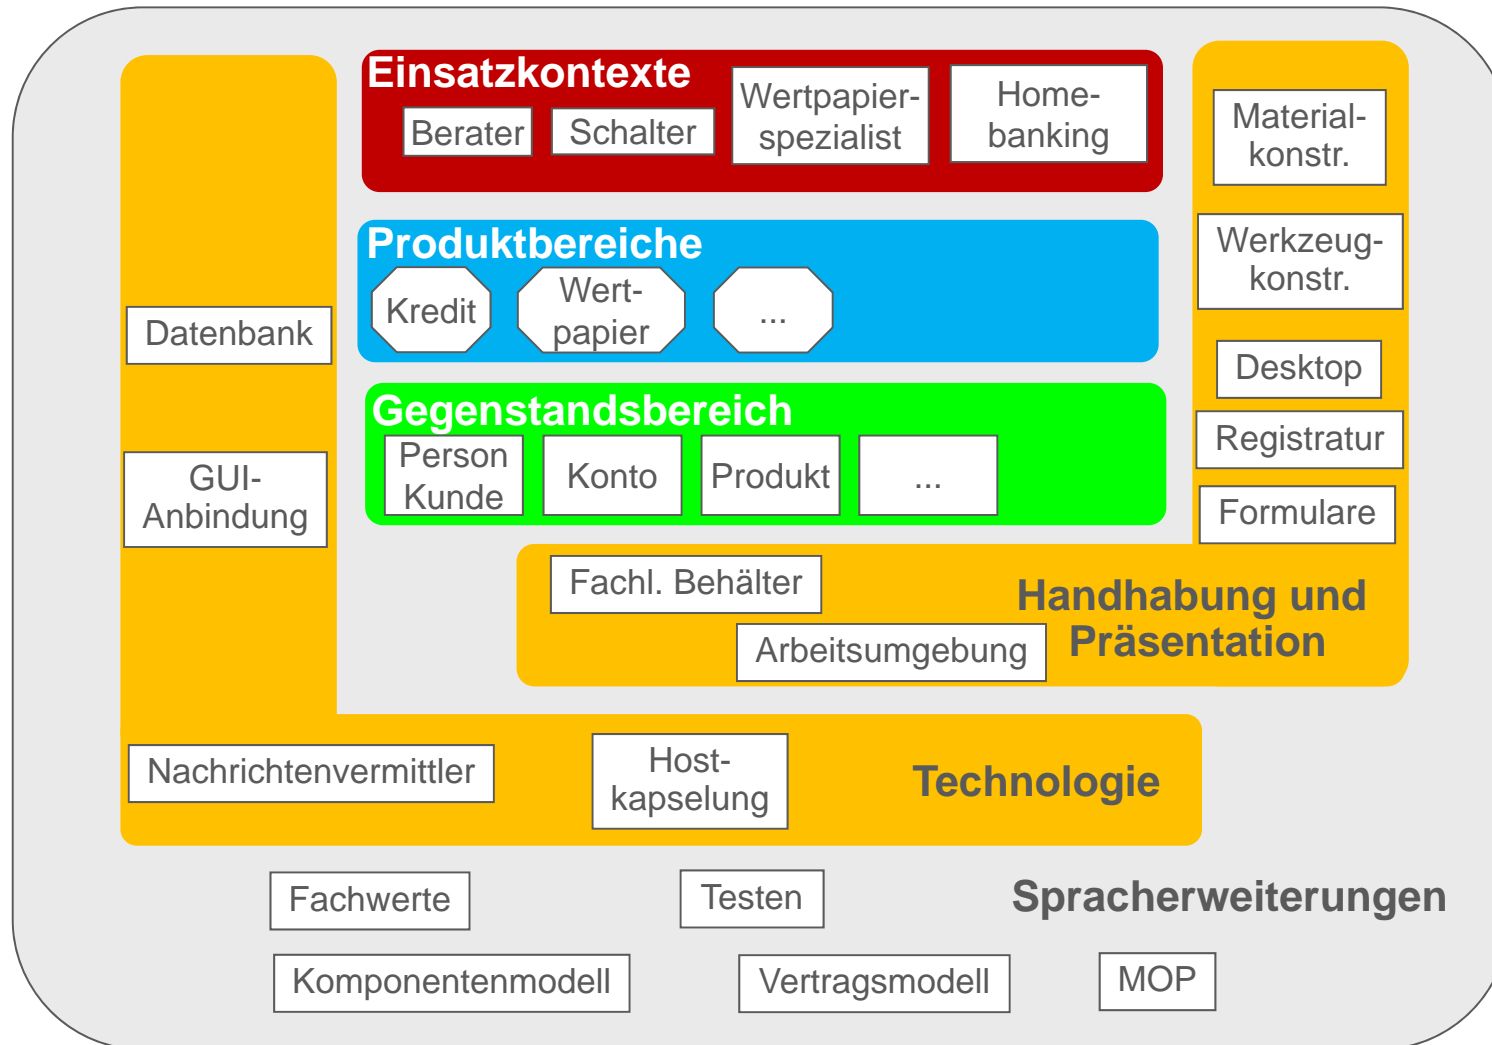 Einsatzkontexte
Berater
Schalter
Wertpapier-
spezialist
Home-
banking
Material-
konstr.
Produktbereiche
Kredit
Wert-
papier
...
Werkzeug-
konstr.
Datenbank
Desktop
Gegenstandsbereich
Person
Kunde
Konto
Produkt
...
Registratur
GUI-
Anbindung
Formulare
Fachl. Behälter
Arbeitsumgebung
Handhabung und
Präsentation
Nachrichtenvermittler
Host-
kapselung
Technologie
Fachwerte
Testen
Spracherweiterungen
Komponentenmodell
Vertragsmodell
MOP